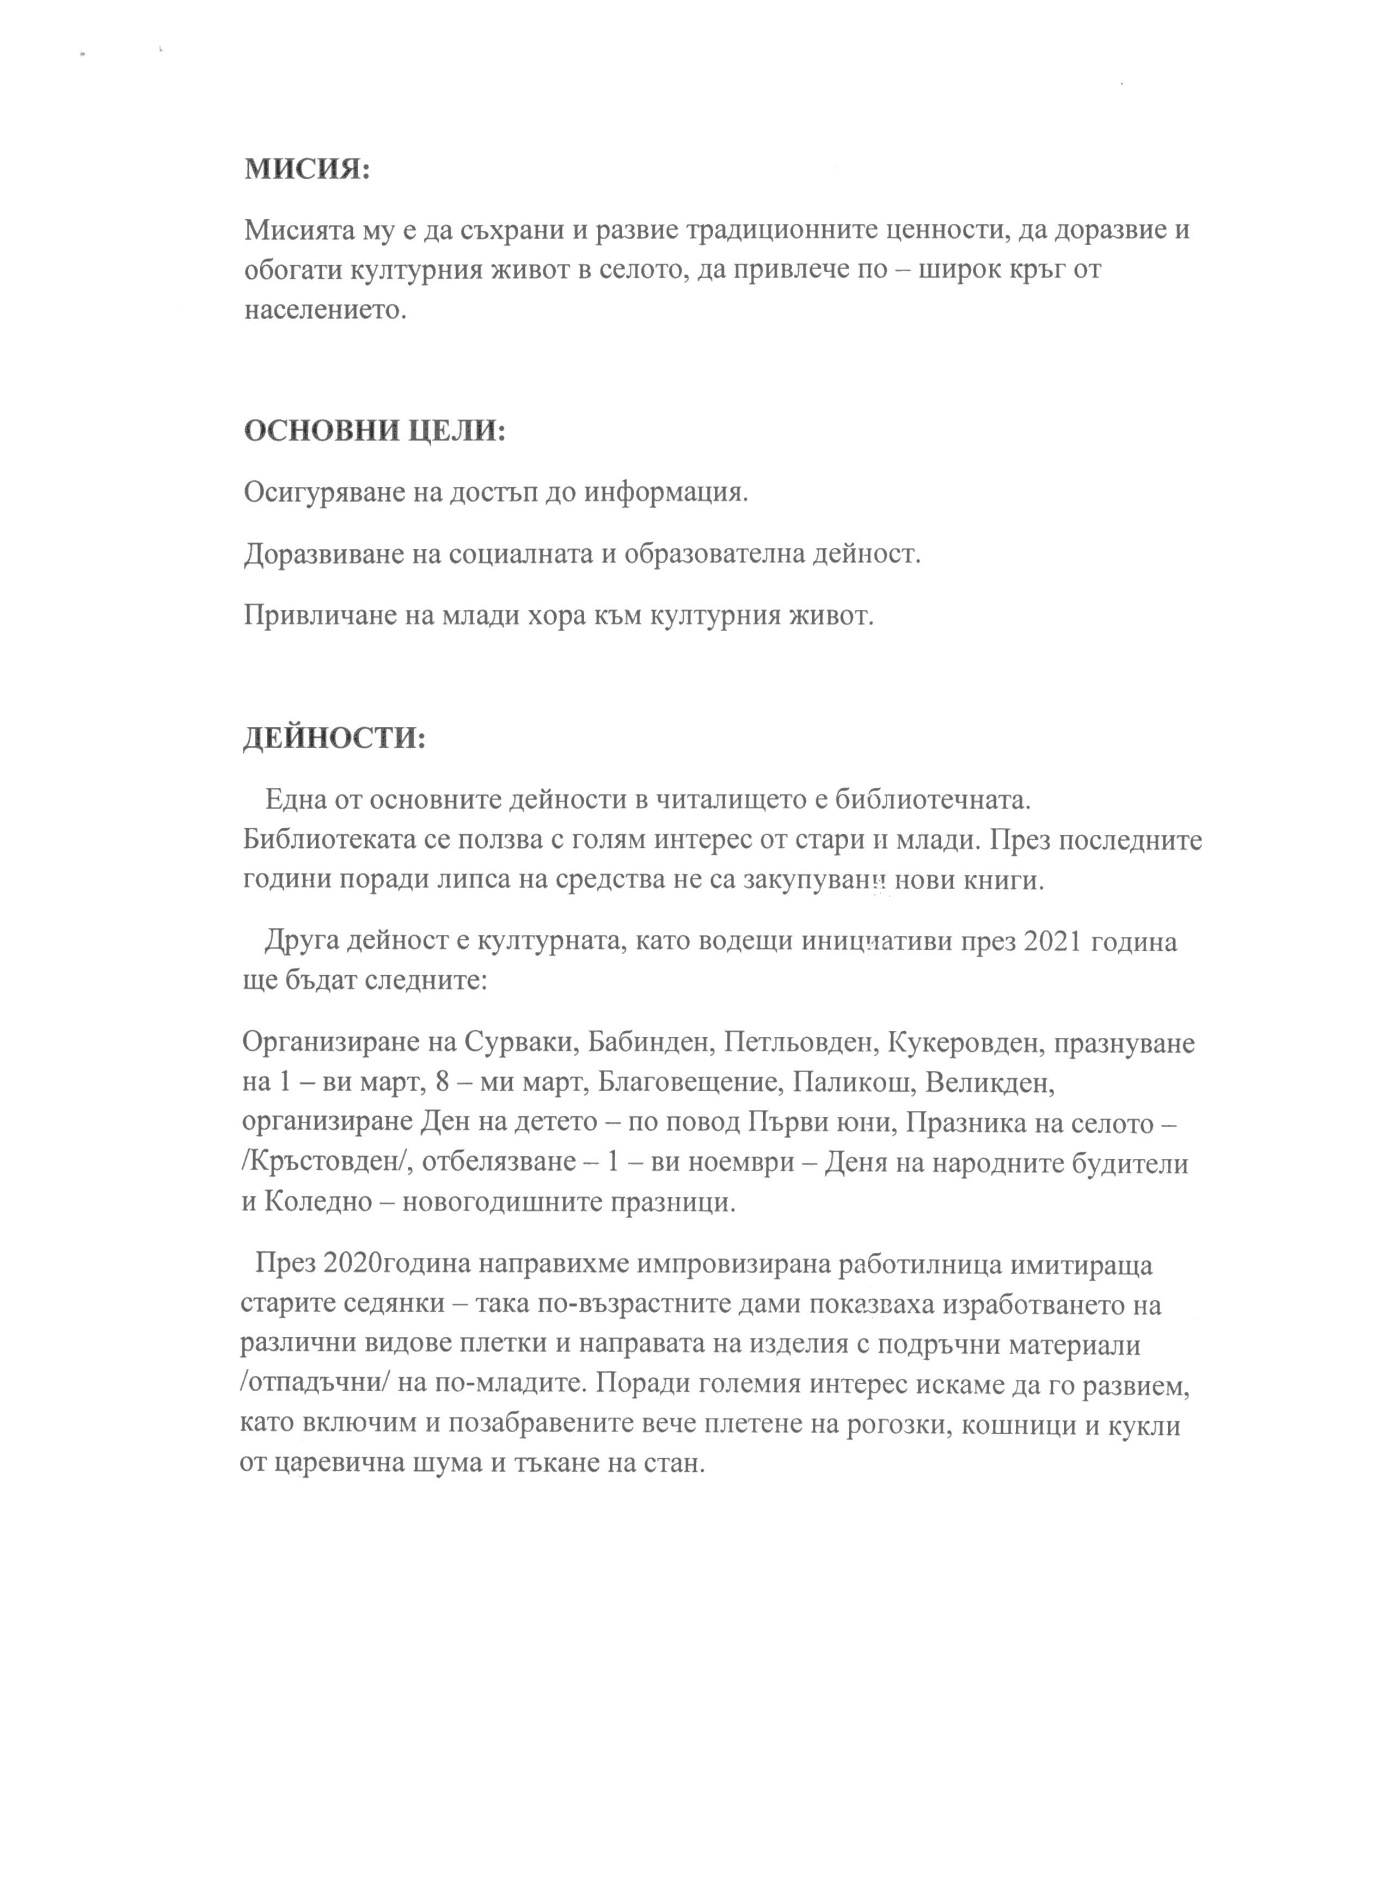 МИСИЯ:
Мисията му е да съхрани и развие традиционните ценности, да доразвие и
обогати културния живот в селото, да привлече по – широк кръг от
населението.
ОСНОВНИ ЦЕЛИ:
Осигуряване на достъп до информация.
Доразвиване на социалната и образователна дейност.
Привличане на млади хора към културния живот.
ДЕЙНОСТИ:
Една от основните дейности в читалището е библиотечната.
Библиотеката се ползва с голям интерес от стари и млади. През последните
години поради липса на средства не са закупувани нови книги.
Друга дейност е културната, като водещи инициативи през 2021 година
ще бъдат следните:
Организиране на Сурваки, Бабинден, Петльовден, Кукеровден, празнуване
на 1 – ви март, 8 – ми март, Благовещение, Паликош, Великден,
организиране Ден на детето – по повод Първи юни, Празника на селото –
/Кръстовден/, отбелязване – 1 – ви ноември – Деня на народните будители
и Коледно – новогодишните празници.
През 2020година направихме импровизирана работилница имитираща
старите седянки – така по-възрастните дами показваха изработването на
различни видове плетки и направата на изделия с подръчни материали
/отпадъчни/ на по-младите. Поради големия интерес искаме да го развием,
като включим и позабравените вече плетене на рогозки, кошници и кукли
от царевична шума и тъкане на стан.